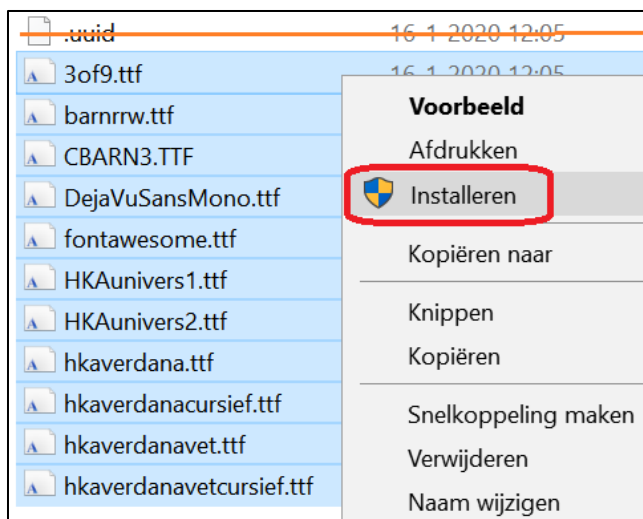 .uuid 16-1-2020 12:05
3of9.ttf 16-1-2020 12:05
barnrrw.ttf
CBARN3.TTF
DejaVuSansMono.ttf
fontawesome.ttf
HKAunivers1.ttf
HKAunivers2.ttf
hkaverdana.ttf
hkaverdanacursief.ttf
hkaverdanavet.ttf
hkaverdanavetcursief.ttf
Voorbeeld
Afdrukken
Installeren
Kopiëren naar
Knippen
Kopiëren
Snelkoppeling maken
Verwijderen
Naam wijzigen